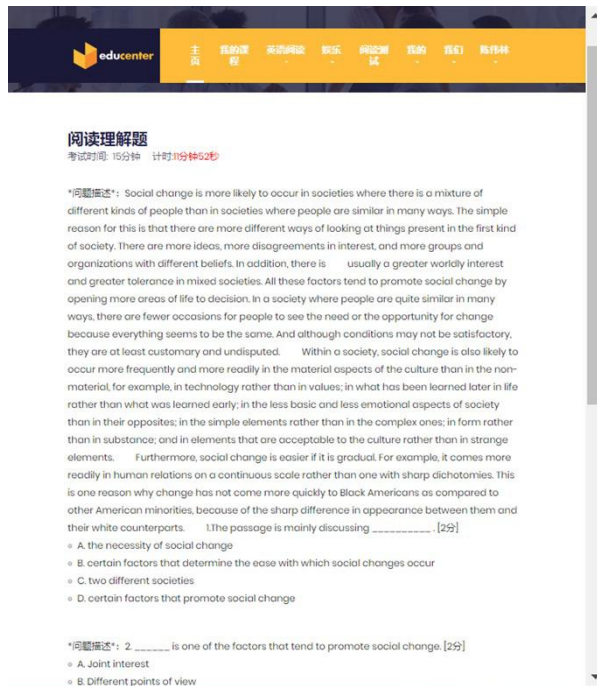 educenter
主页 我的课程 英语阅读 娱乐 阅读测试 我的 我们 陈伟林
阅读理解题
考试时间: 15分钟 计时:11分钟52秒
*问题描述*: Social change is more likely to occur in societies where there is a mixture of
different kinds of people than in societies where people are similar in many ways. The simple
reason for this is that there are more different ways of looking at things present in the first kind
of society. There are more ideas, more disagreements in interest, and more groups and
organizations with different beliefs. In addition, there is usually a greater worldly interest
and greater tolerance in mixed societies. All these factors tend to promote social change by
opening more areas of life to decision. In a society where people are quite similar in many
ways, there are fewer occasions for people to see the need or the opportunity for change
because everything seems to be the same. And although conditions may not be satisfactory,
they are at least customary and undisputed. Within a society, social change is also likely to
occur more frequently and more readily in the material aspects of the culture than in the non-
material, for example, in technology rather than in values; in what has been learned later in life
rather than what was learned early; in the less basic and less emotional aspects of society
than in their opposites; in the simple elements rather than in the complex ones; in form rather
than in substance; and in elements that are acceptable to the culture rather than in strange
elements. Furthermore, social change is easier if it is gradual. For example, it comes more
readily in human relations on a continuous scale rather than one with sharp dichotomies. This
is one reason why change has not come more quickly to Black Americans as compared to
other American minorities, because of the sharp difference in appearance between them and
their white counterparts. 1.The passage is mainly discussing __________ . [2分]
A. the necessity of social change
B. certain factors that determine the ease with which social changes occur
C. two different societies
D. certain factors that promote social change
*问题描述*: 2. ______ is one of the factors that tend to promote social change. [2分]
A. Joint interest
B. Different points of view